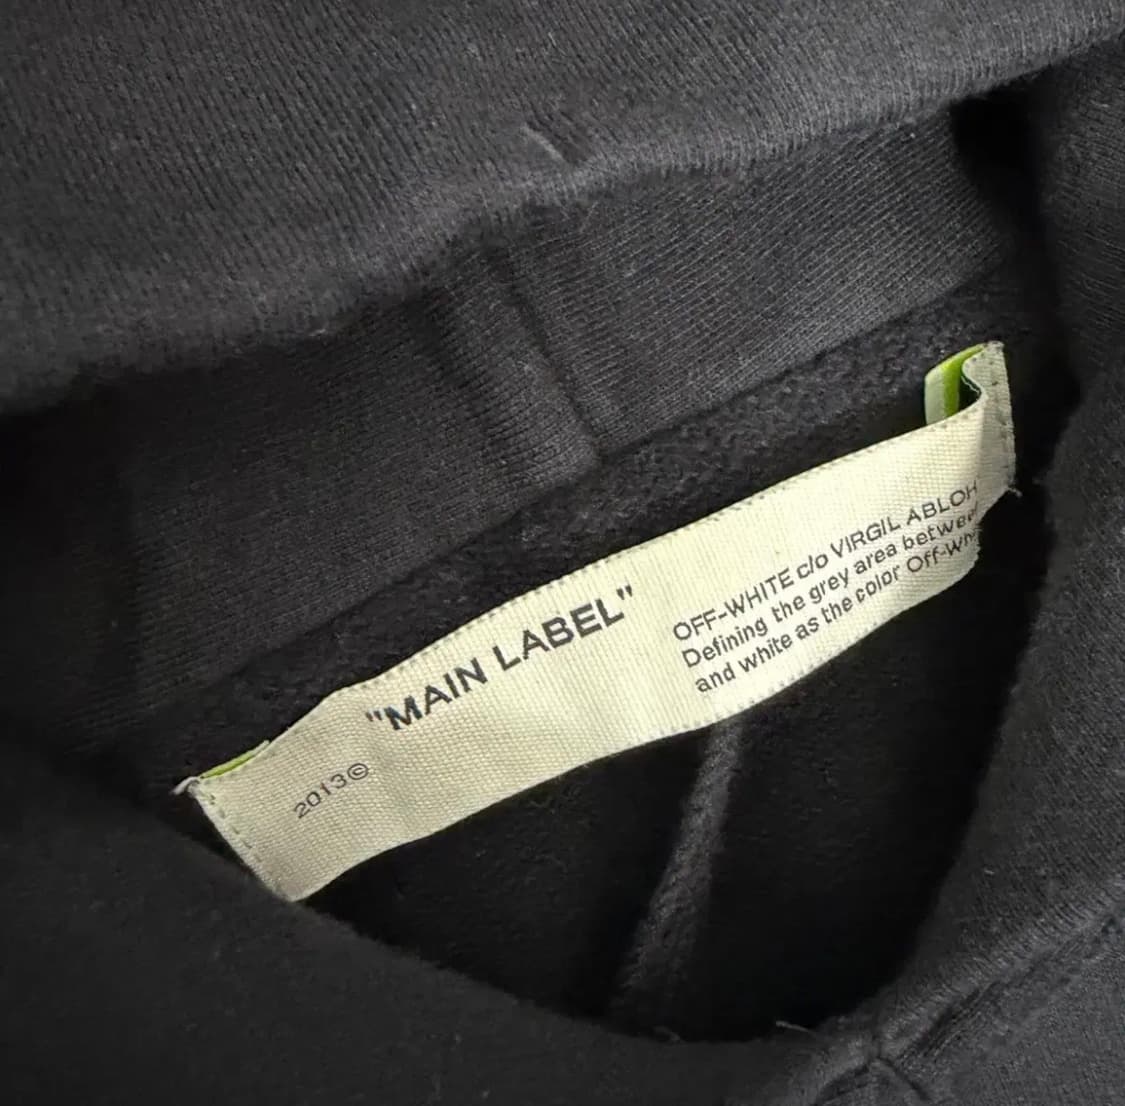 2013©
"MAIN LABEL"
OFF-WHITE c/o VIRGIL ABLOH
Defining the grey area
and white as the color